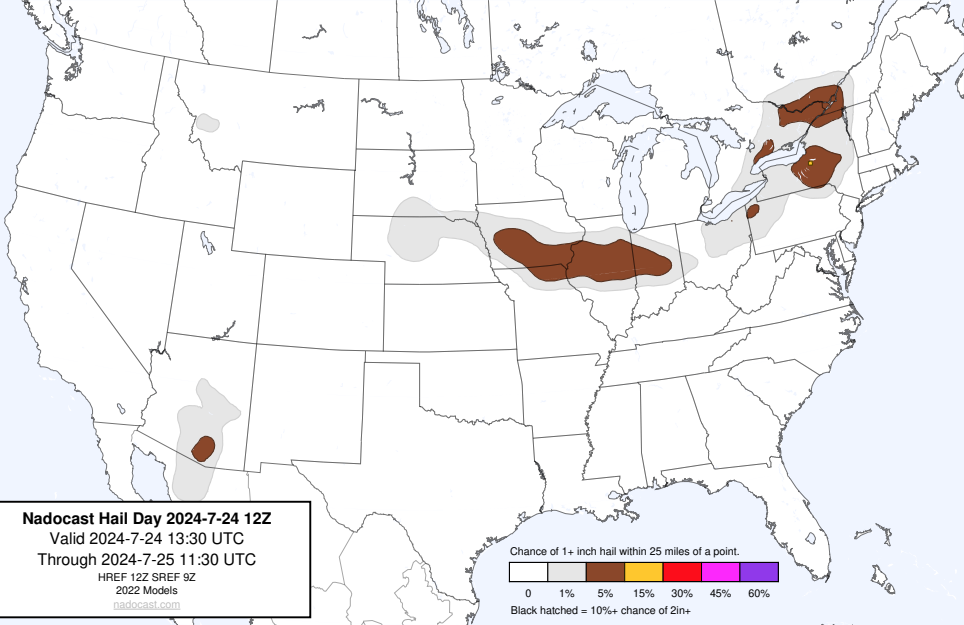 Nadocast Hail Day 2024-7-24 12Z
Valid 2024-7-24 13:30 UTC
Through 2024-7-25 11:30 UTC
HREF 12Z SREF 9Z
2022 Models
nadocast.com
Chance of 1+ inch hail within 25 miles of a point.
0 1% 5% 15% 30% 45% 60%
Black hatched = 10%+ chance of 2in+